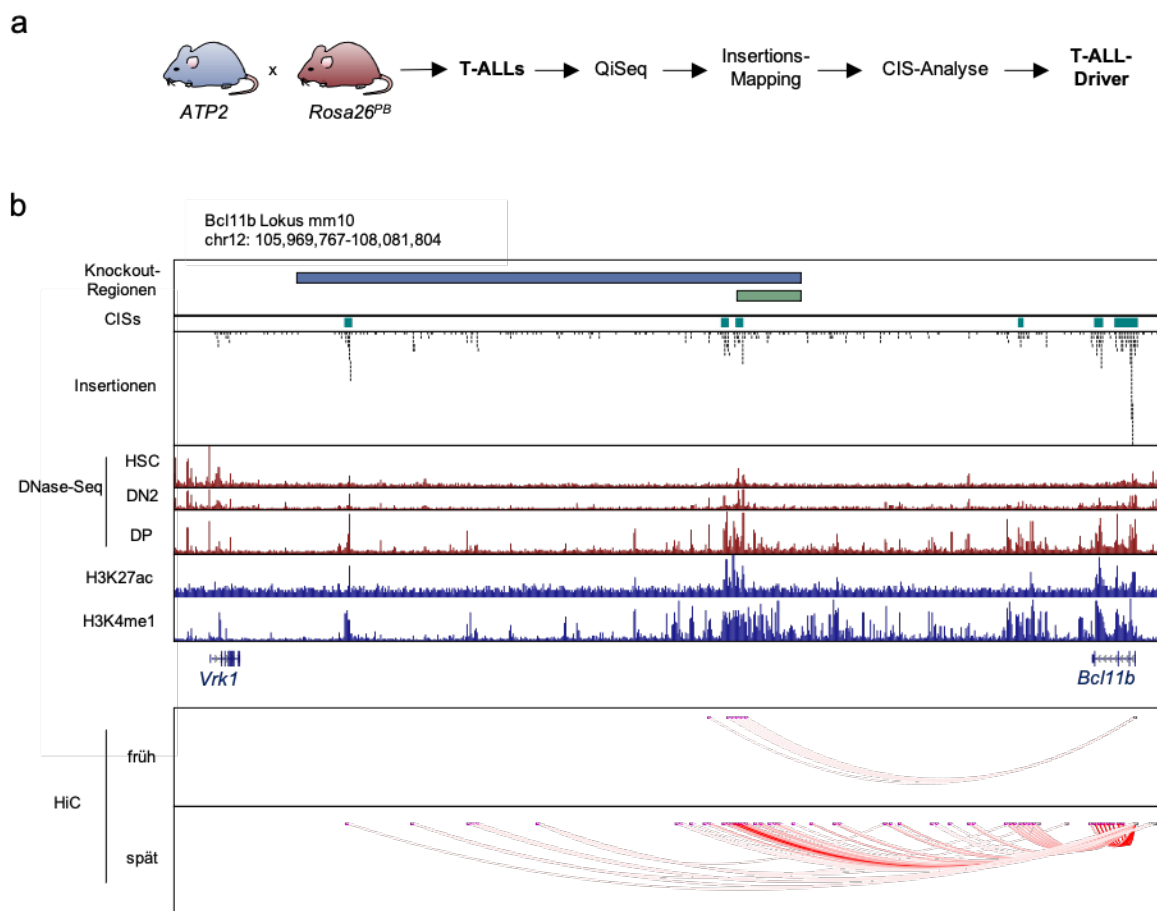 a
ATP2 x Rosa26PB T-ALLs QiSeq Insertions-Mapping CIS-Analyse T-ALL-Driver
b
Bcl11b Lokus mm10
chr12: 105,969,767-108,081,804
Knockout-
Regionen
CISs
Insertionen
DNase-Seq
HSC
DN2
DP
H3K27ac
H3K4me1
Vrk1
Bcl11b
HiC
früh
spät